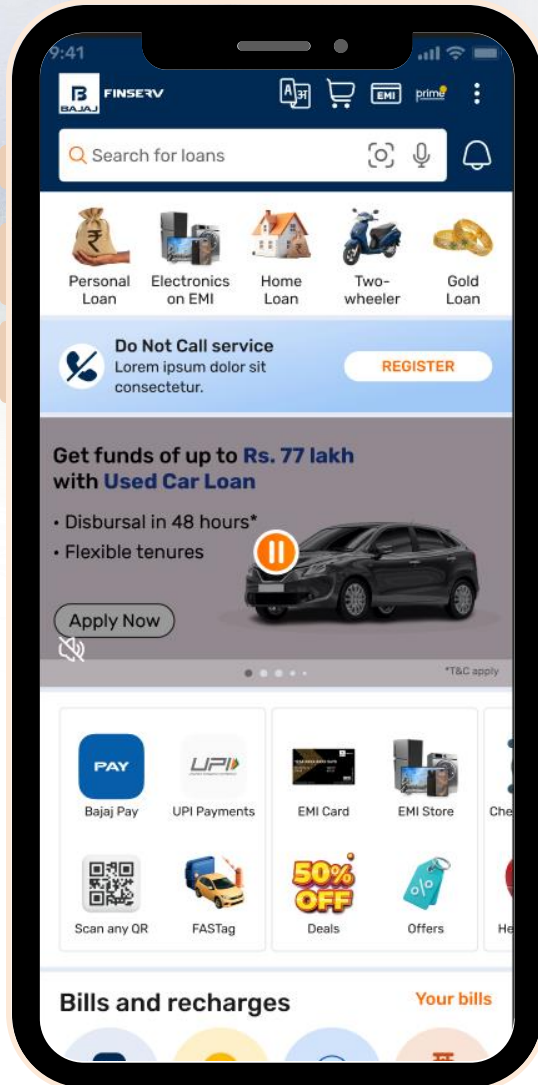 9:41
B
BAJAJ
FINSERV
A अ
EMI
prime
Search for loans
Personal Loan
Electronics on EMI
Home Loan
Two-wheeler
Gold Loan
Do Not Call service
Lorem ipsum dolor sit
consectetur.
REGISTER
Get funds of up to Rs. 77 lakh
with Used Car Loan
• Disbursal in 48 hours*
• Flexible tenures
Apply Now
*T&C apply
PAY
UPI
Bajaj Pay
UPI Payments
EMI Card
EMI Store
Che
50%
OFF
%
Scan any QR
FASTag
Deals
Offers
He
Bills and recharges
Your bills